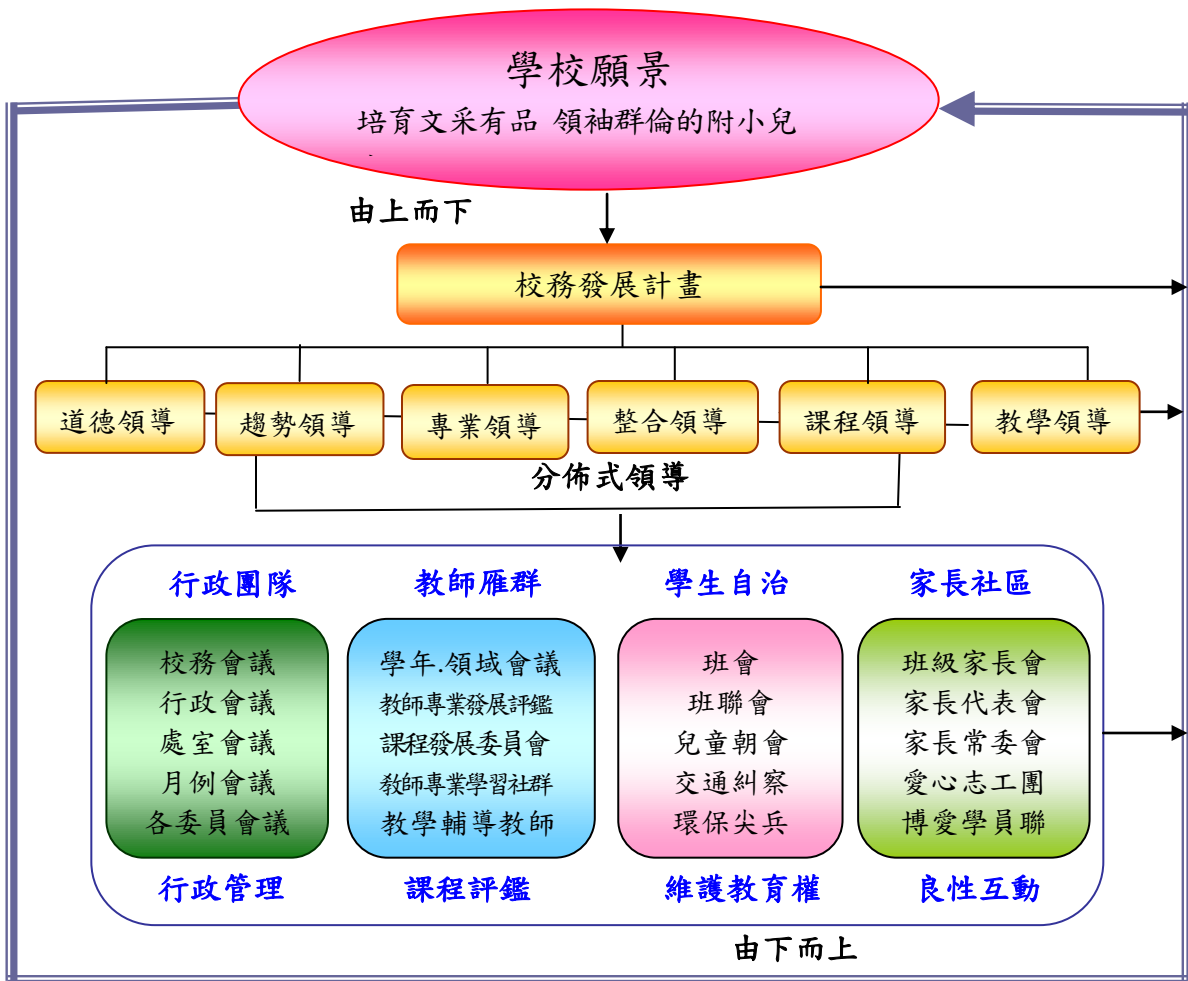 學校願景
培育文采有品 領袖群倫的附小兒
由上而下
校務發展計畫
道德領導
趨勢領導
專業領導
整合領導
課程領導
教學領導
分佈式領導
行政團隊
校務會議
行政會議
處室會議
月例會議
各委員會議
行政管理
教師雁群
學年.領域會議
教師專業發展評鑑
課程發展委員會
教師專業學習社群
教學輔導教師
課程評鑑
學生自治
班會
班聯會
兒童朝會
交通糾察
環保尖兵
維護教育權
家長社區
班級家長會
家長代表會
家長常委會
愛心志工團
博愛學員聯
良性互動
由下而上